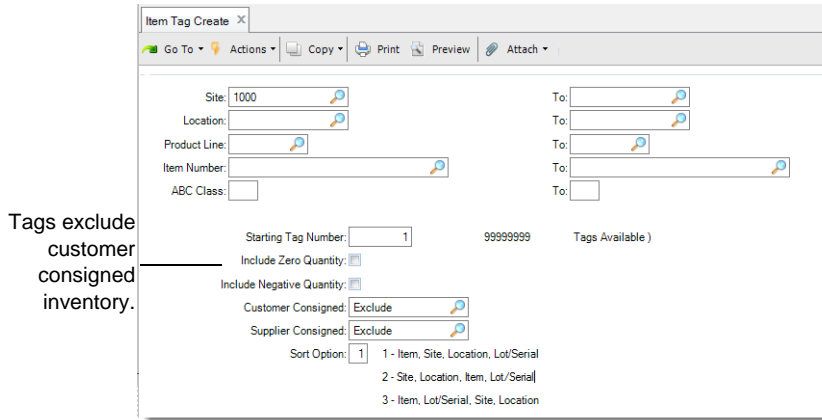 Item Tag Create X
Go To Actions Copy Print Preview Attach
Site: 1000 To:
Location: To:
Product Line: To:
Item Number: To:
ABC Class: To:
Tags exclude
customer
consigned
inventory.
Starting Tag Number: 1 99999999 Tags Available )
Include Zero Quantity:
Include Negative Quantity:
Customer Consigned: Exclude
Supplier Consigned: Exclude
Sort Option: 1 1 - Item, Site, Location, Lot/Serial
2 - Site, Location, Item, Lot/Serial
3 - Item, Lot/Serial, Site, Location